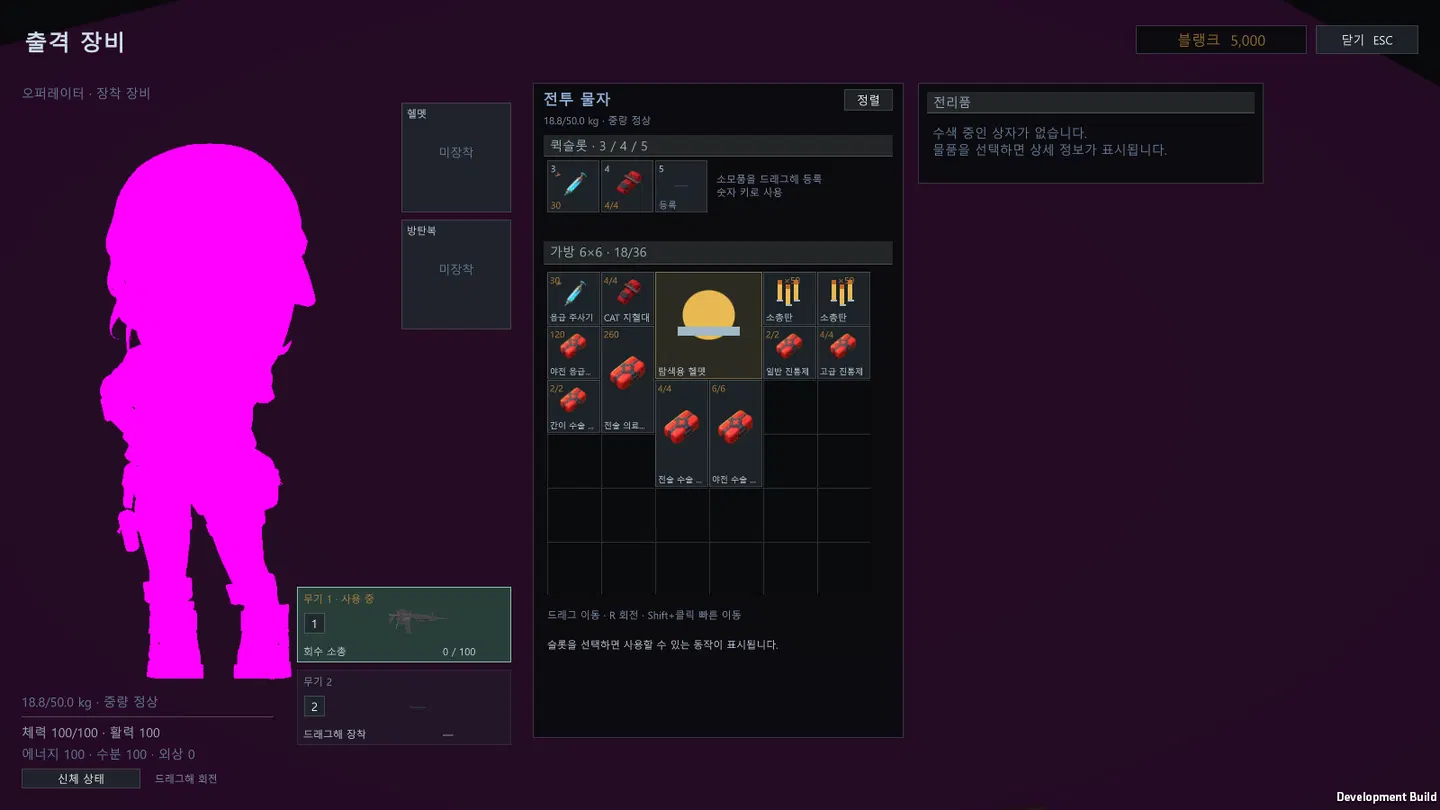 출격 장비
블랭크 5,000
닫기 ESC
오퍼레이터 · 장착 장비
헬멧
미장착
방탄복
미장착
전투 물자
정렬
18.8/50.0 kg · 중량 정상
퀵슬롯 · 3 / 4 / 5
3
30
4
4/4
5
등록
소모품을 드래그해 등록
숫자 키로 사용
가방 6×6 · 18/36
30
응급 주사기
4/4
CAT 지혈대
탐색용 헬멧
×50
소총탄
×50
소총탄
120
야전 응급...
260
전술 의료...
2/2
일반 진통제
4/4
고급 진통제
2/2
간이 수술 ...
4/4
전술 수술 ...
6/6
야전 수술 ...
드래그 이동 · R 회전 · Shift+클릭 빠른 이동
슬롯을 선택하면 사용할 수 있는 동작이 표시됩니다.
전리품
수색 중인 상자가 없습니다.
물품을 선택하면 상세 정보가 표시됩니다.
무기 1 · 사용 중
1
회수 소총
0 / 100
무기 2
2
드래그해 장착
18.8/50.0 kg · 중량 정상
체력 100/100 · 활력 100
에너지 100 · 수분 100 · 외상 0
신체 상태
드래그해 회전
Development Build